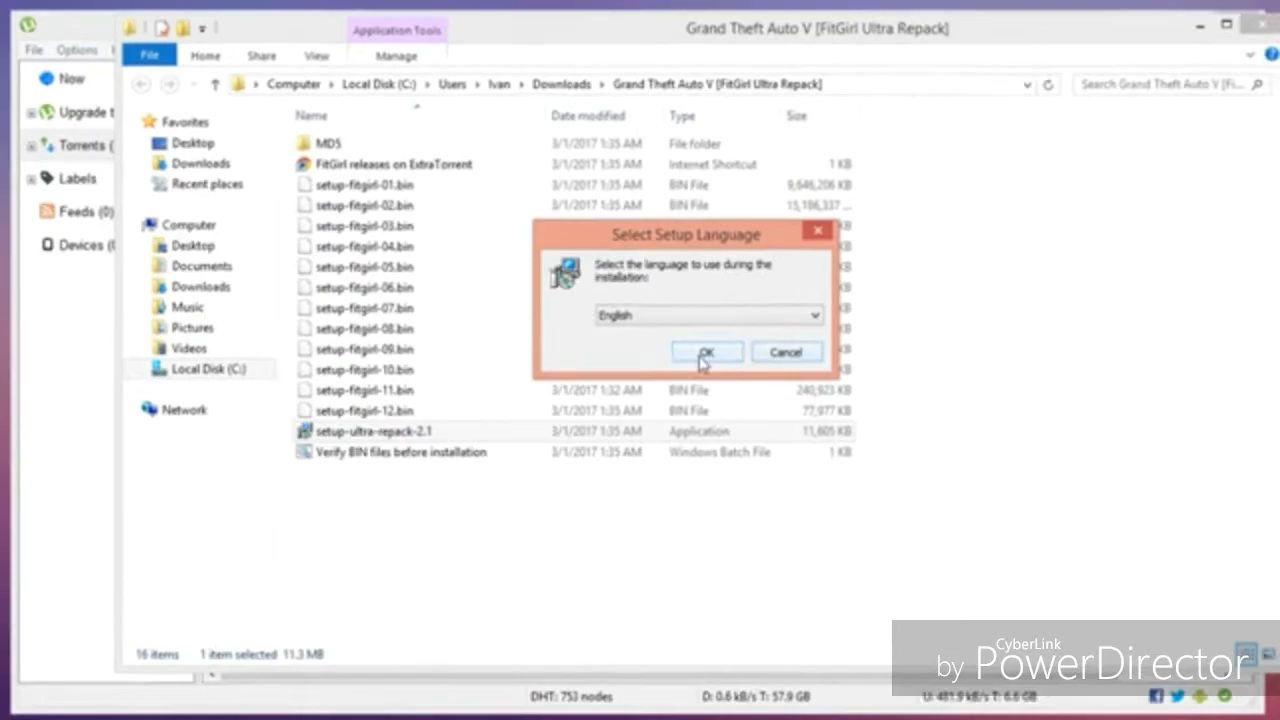 Application Tools
Grand Theft Auto V [FitGirl Ultra Repack]
File Options
File Home Share View Manage
Computer Local Disk (C:) Users Ivan Downloads Grand Theft Auto V [FitGirl Ultra Repack]
Search Grand Theft Auto V [Fi...
Now
Upgrade t
Torrents (
Labels
Feeds (0)
Devices (
Favorites
Desktop
Downloads
Recent places
Computer
Desktop
Documents
Downloads
Music
Pictures
Videos
Local Disk (C:)
Network
Name Date modified Type Size
MD5 3/1/2017 1:35 AM File folder
FitGirl releases on ExtraTorrent 3/1/2017 1:35 AM Internet Shortcut 1 KB
setup-fitgirl-01.bin 3/1/2017 1:35 AM BIN File 9,646,206 KB
setup-fitgirl-02.bin 3/1/2017 1:35 AM BIN File 15,186,337 ...
setup-fitgirl-03.bin KB
setup-fitgirl-04.bin KB
setup-fitgirl-05.bin KB
setup-fitgirl-06.bin KB
setup-fitgirl-07.bin KB
setup-fitgirl-08.bin KB
setup-fitgirl-09.bin KB
setup-fitgirl-10.bin KB
setup-fitgirl-11.bin 3/1/2017 1:32 AM BIN File 240,923 KB
setup-fitgirl-12.bin 3/1/2017 1:35 AM BIN File 77,977 KB
setup-ultra-repack-2.1 3/1/2017 1:35 AM Application 11,605 KB
Verify BIN files before installation 3/1/2017 1:35 AM Windows Batch File 1 KB
Select Setup Language
Select the language to use during the
installation:
English
OK Cancel
16 items 1 item selected 11.3 MB
DHT: 753 nodes D: 0.6 kB/s T: 57.9 GB U: 481.9 kB/s T: 6.6 GB
CyberLink
by PowerDirector